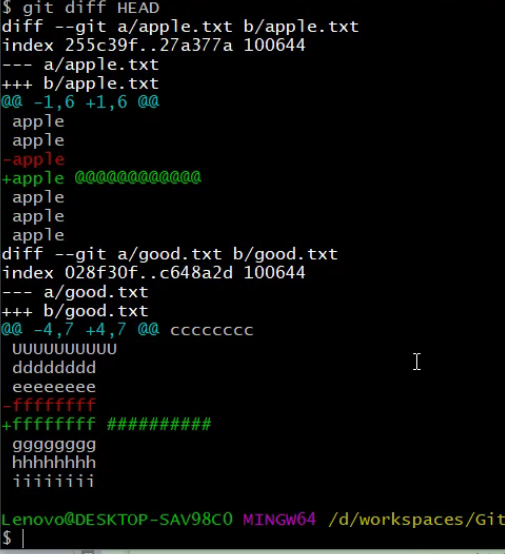 $ git diff HEAD
diff --git a/apple.txt b/apple.txt
index 255c39f..27a377a 100644
--- a/apple.txt
+++ b/apple.txt
@@ -1,6 +1,6 @@
 apple
 apple
-apple
+apple @@@@@@@@@@@@
 apple
 apple
 apple
diff --git a/good.txt b/good.txt
index 028f30f..c648a2d 100644
--- a/good.txt
+++ b/good.txt
@@ -4,7 +4,7 @@ cccccccc
 UUUUUUUUUU
 dddddddd
 eeeeeeee
-ffffffff
+ffffffff ##########
 gggggggg
 hhhhhhhh
 iiiiiiii
Lenovo@DESKTOP-SAV98C0 MINGW64 /d/workspaces/Git
$